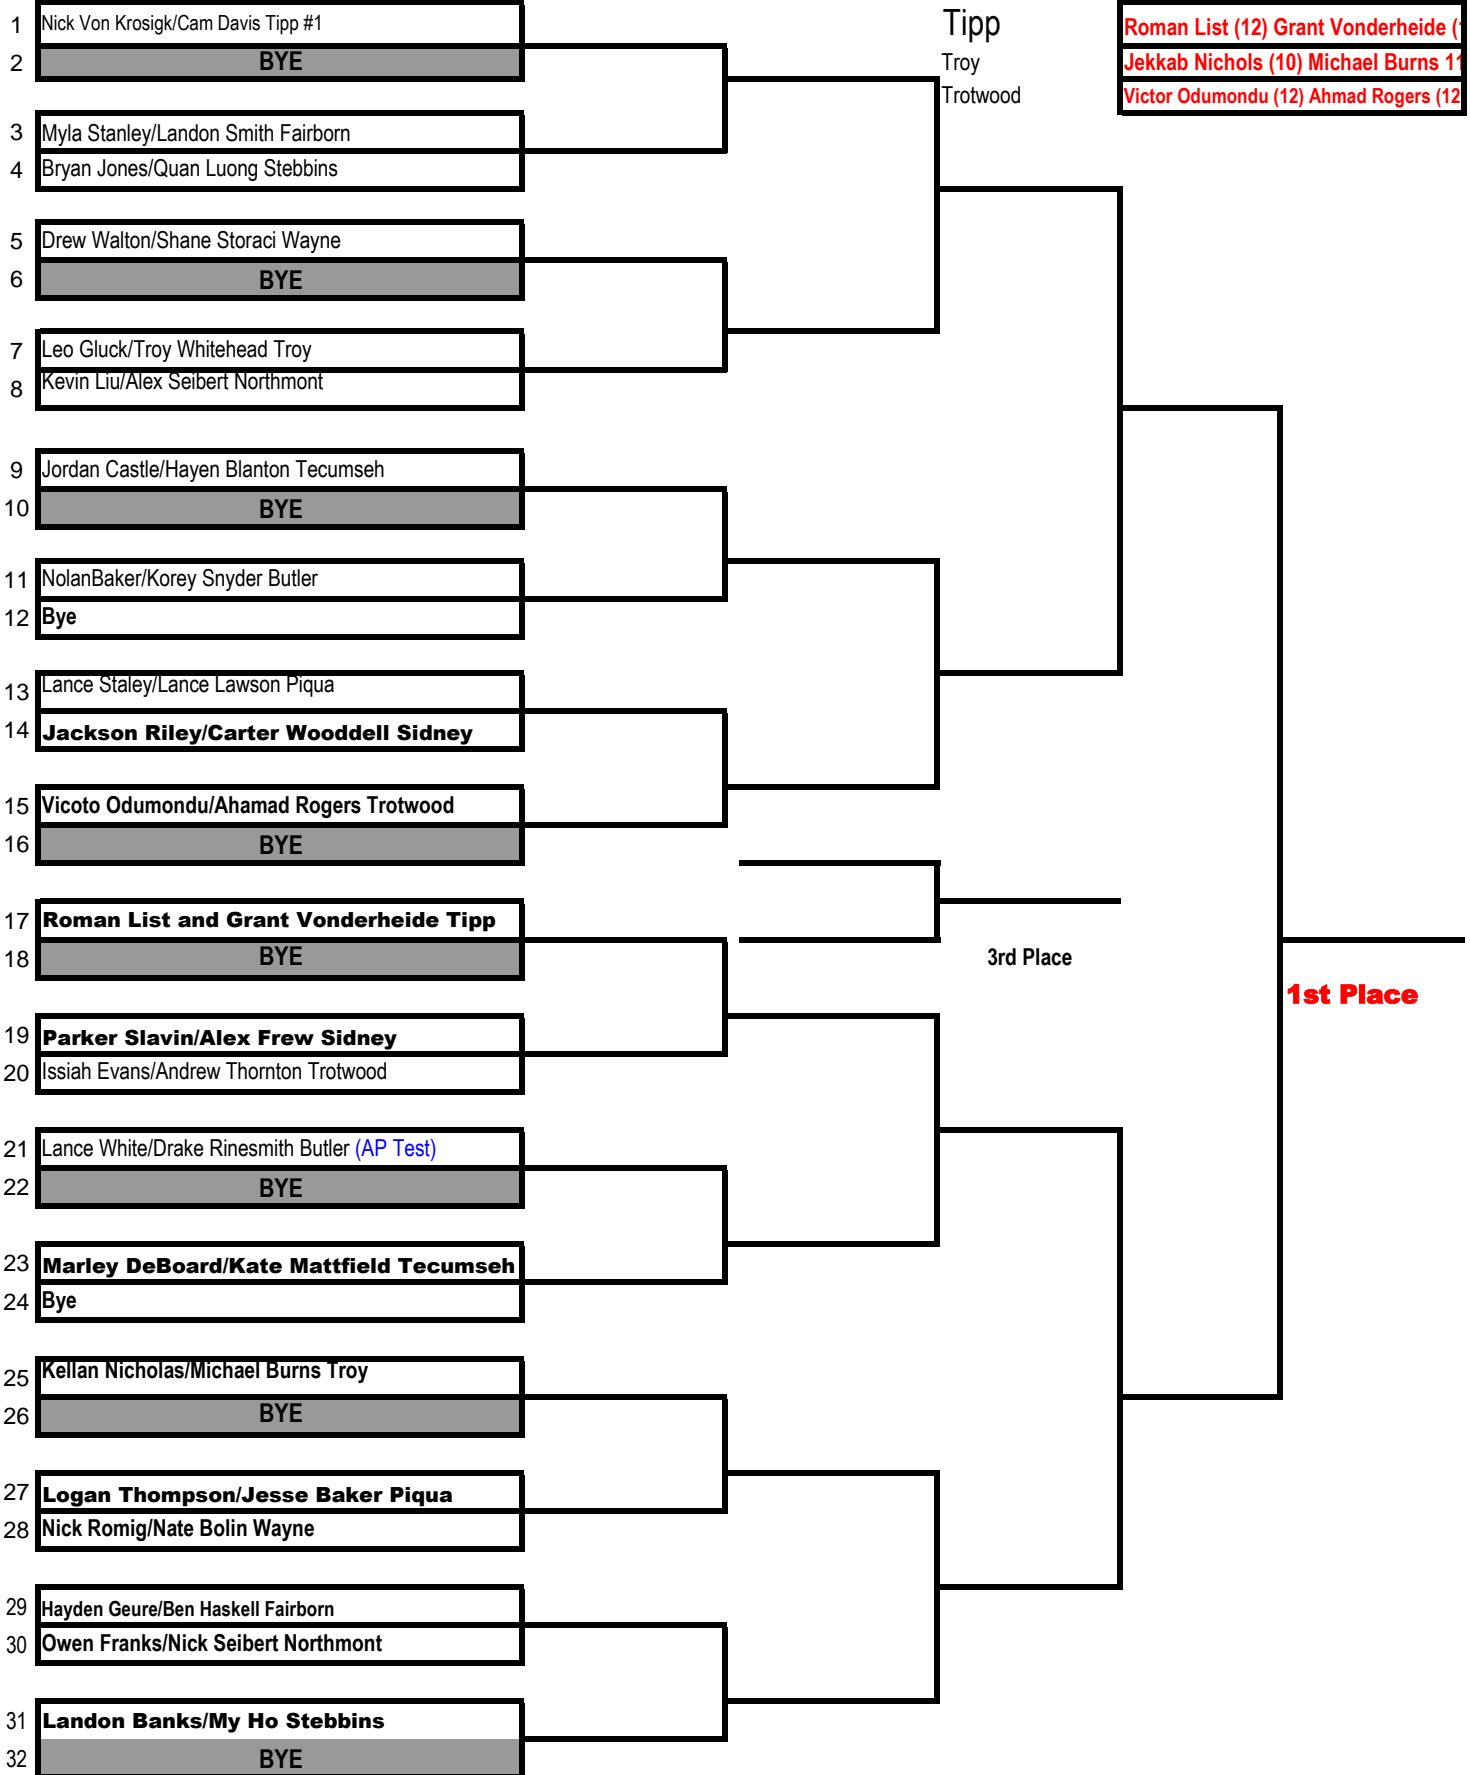 1 Nick Von Krosigk/Cam Davis Tipp #1
Tipp
Roman List (12) Grant Vonderheide (
2 BYE
Troy
Jekkab Nichols (10) Michael Burns 11
Trotwood
Victor Odumondu (12) Ahmad Rogers (12
3 Myla Stanley/Landon Smith Fairborn
4 Bryan Jones/Quan Luong Stebbins
5 Drew Walton/Shane Storaci Wayne
6 BYE
7 Leo Gluck/Troy Whitehead Troy
8 Kevin Liu/Alex Seibert Northmont
9 Jordan Castle/Hayen Blanton Tecumseh
10 BYE
11 NolanBaker/Korey Snyder Butler
12 Bye
13 Lance Staley/Lance Lawson Piqua
14 Jackson Riley/Carter Wooddell Sidney
15 Vicoto Odumondu/Ahamad Rogers Trotwood
16 BYE
17 Roman List and Grant Vonderheide Tipp
18 BYE
3rd Place
1st Place
19 Parker Slavin/Alex Frew Sidney
20 Issiah Evans/Andrew Thornton Trotwood
21 Lance White/Drake Rinesmith Butler (AP Test)
22 BYE
23 Marley DeBoard/Kate Mattfield Tecumseh
24 Bye
25 Kellan Nicholas/Michael Burns Troy
26 BYE
27 Logan Thompson/Jesse Baker Piqua
28 Nick Romig/Nate Bolin Wayne
29 Hayden Geure/Ben Haskell Fairborn
30 Owen Franks/Nick Seibert Northmont
31 Landon Banks/My Ho Stebbins
32 BYE